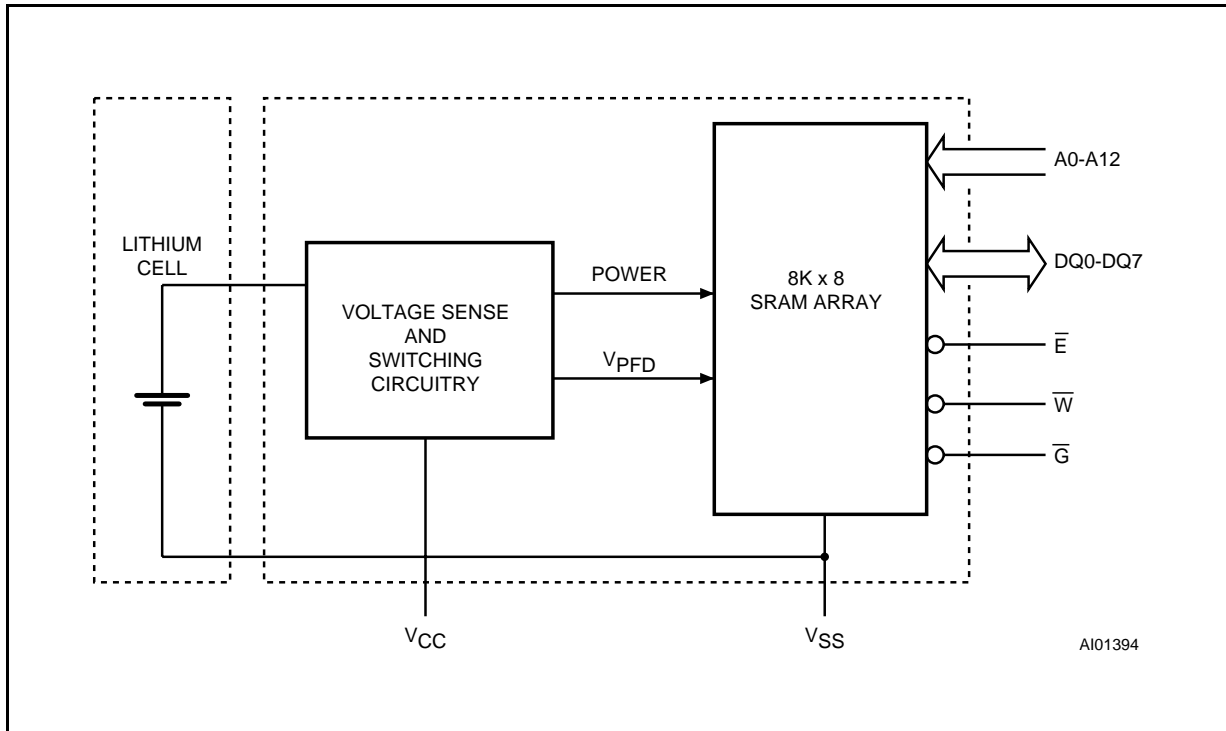 LITHIUM
CELL
VOLTAGE SENSE
AND
SWITCHING
CIRCUITRY
POWER
VPFD
8K x 8
SRAM ARRAY
A0-A12
DQ0-DQ7
E̅
W̅
G̅
VCC
VSS
AI01394